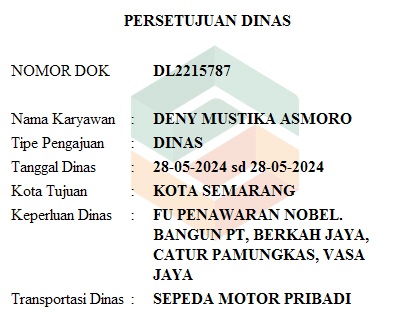 PERSETUJUAN DINAS
NOMOR DOK DL2215787
Nama Karyawan : DENY MUSTIKA ASMORO
Tipe Pengajuan : DINAS
Tanggal Dinas : 28-05-2024 sd 28-05-2024
Kota Tujuan : KOTA SEMARANG
Keperluan Dinas : FU PENAWARAN NOBEL.
BANGUN PT, BERKAH JAYA,
CATUR PAMUNGKAS, VASA
JAYA
Transportasi Dinas : SEPEDA MOTOR PRIBADI